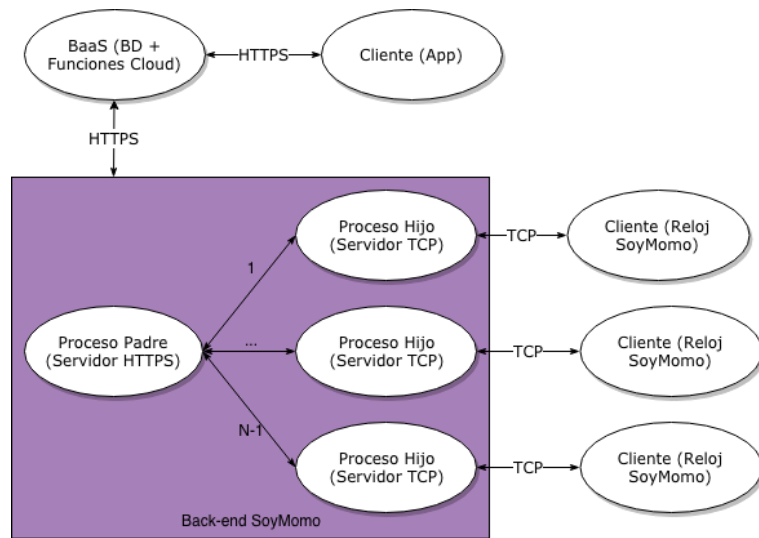 BaaS (BD +
Funciones Cloud)
HTTPS
Cliente (App)
HTTPS
Proceso Hijo
(Servidor TCP)
TCP
Cliente (Reloj
SoyMomo)
1
Proceso Padre
(Servidor HTTPS)
...
Proceso Hijo
(Servidor TCP)
TCP
Cliente (Reloj
SoyMomo)
N-1
Proceso Hijo
(Servidor TCP)
TCP
Cliente (Reloj
SoyMomo)
Back-end SoyMomo